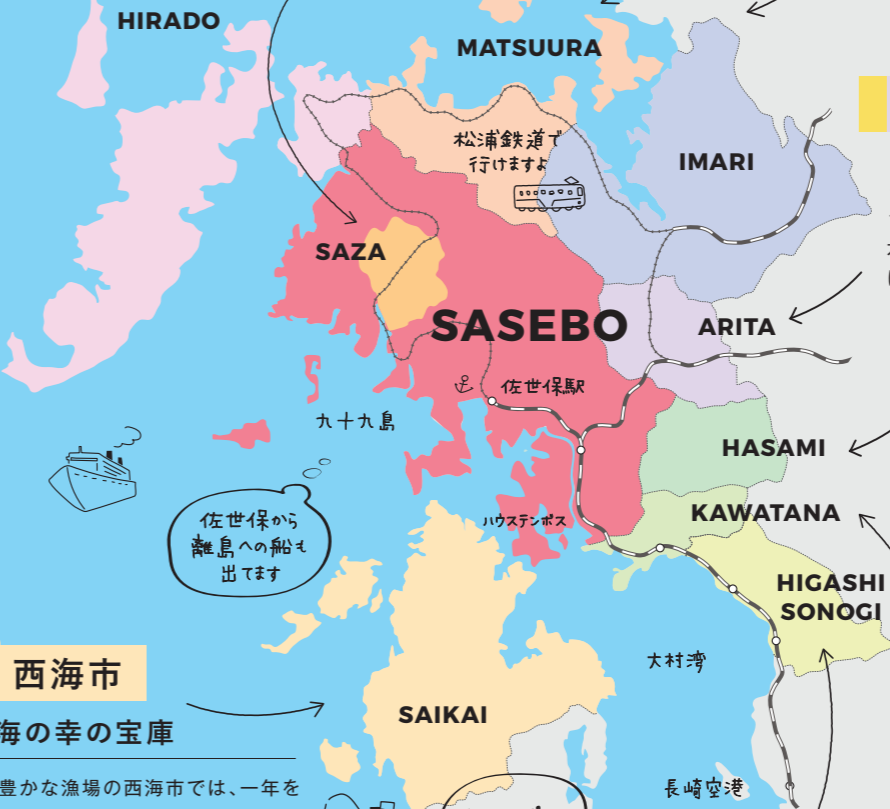 HIRADO
MATSUURA
松浦鉄道で
行けますよ
IMARI
SAZA
SASEBO
ARITA
佐世保駅
九十九島
HASAMI
KAWATANA
ハウステンボス
佐世保から
離島への船も
出てます
HIGASHI
SONOGI
大村湾
西海市
SAIKAI
海の幸の宝庫
豊かな漁場の西海市では、一年を
長崎空港